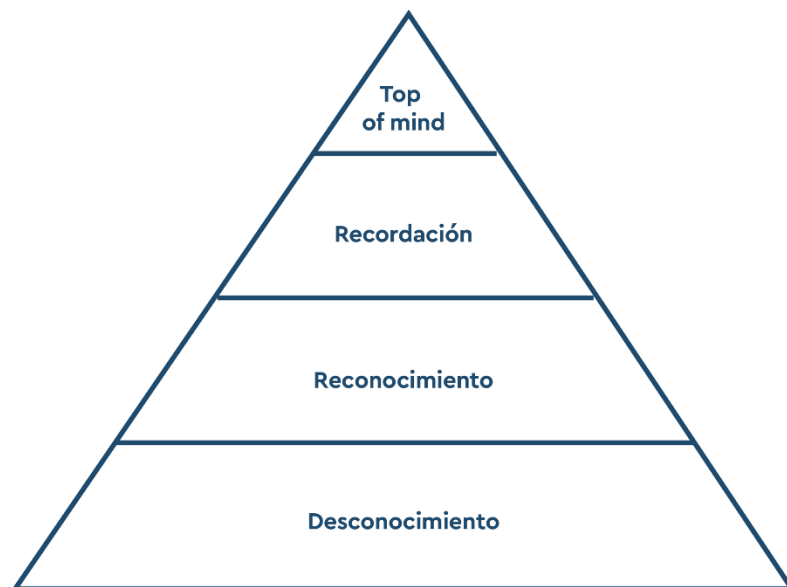 Top
of mind
Recordación
Reconocimiento
Desconocimiento